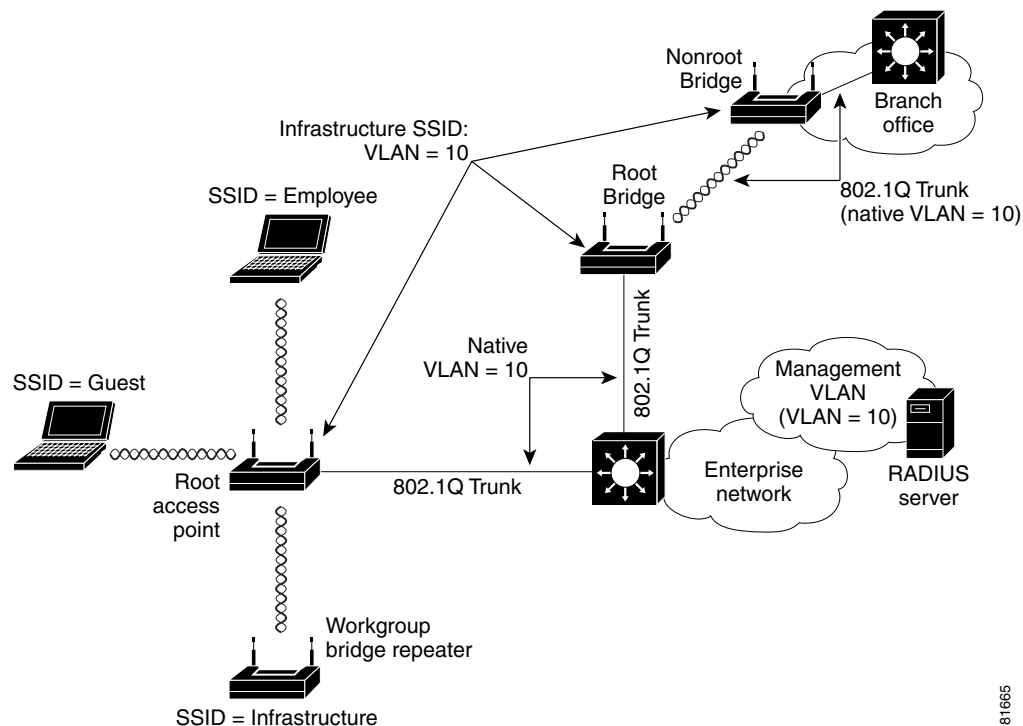 Nonroot
Bridge
Branch
office
Infrastructure SSID:
VLAN = 10
Root
Bridge
802.1Q Trunk
(native VLAN = 10)
SSID = Employee
802.1Q Trunk
Native
VLAN = 10
Management
VLAN
(VLAN = 10)
SSID = Guest
Enterprise
network
RADIUS
server
Root
access
point
802.1Q Trunk
Workgroup
bridge repeater
SSID = Infrastructure
81665